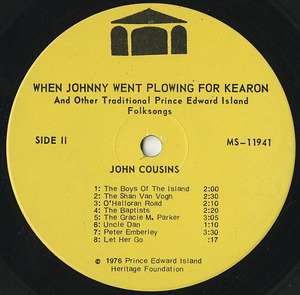 WHEN JOHNNY WENT PLOWING FOR KEARON
And Other Traditional Prince Edward Island
Folksongs
SIDE II
MS-11941
JOHN COUSINS
1: The Boys Of The Island 2:00
2: The Shan Van Vogh 2:30
3: O'Halloran Road 2:10
4: The Baptists 2:20
5: The Gracie M. Parker 3:05
6: Uncle Dan 1:10
7: Peter Emberley 3:30
8: Let Her Go :17
© 1976 Prince Edward Island
Heritage Foundation